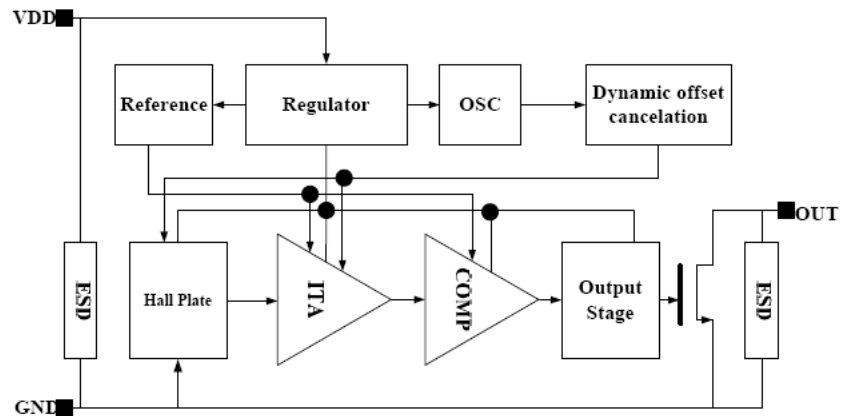 VDD
Reference
Regulator
OSC
Dynamic offset
cancelation
OUT
ESD
Hall Plate
ITA
COMP
Output
Stage
ESD
GND